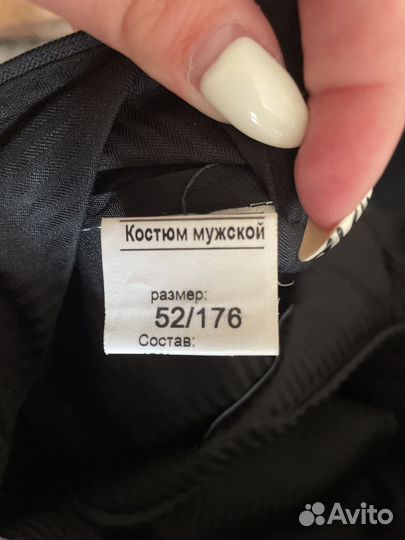 Костюм мужской
размер:
52/176
Состав:
Avito